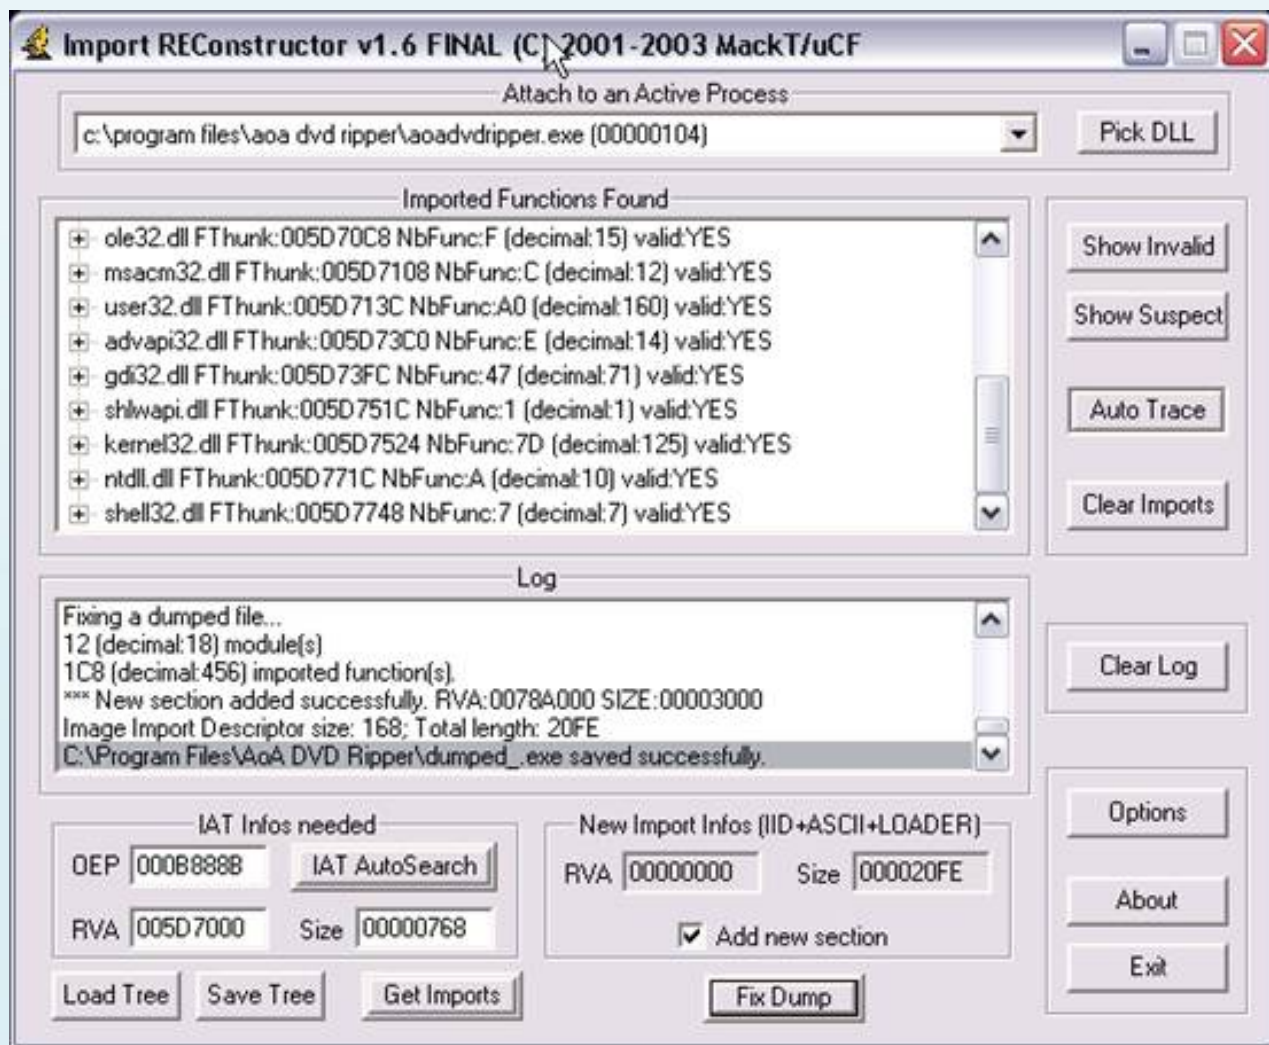 Import REConstructor v1.6 FINAL (C) 2001-2003 MackT/uCF
Attach to an Active Process
c:\program files\aoa dvd ripper\aoadvdripper.exe (00000104)
Pick DLL
Imported Functions Found
ole32.dll FThunk:005D70C8 NbFunc:F (decimal:15) valid:YES
msacm32.dll FThunk:005D7108 NbFunc:C (decimal:12) valid:YES
user32.dll FThunk:005D713C NbFunc:A0 (decimal:160) valid:YES
advapi32.dll FThunk:005D73C0 NbFunc:E (decimal:14) valid:YES
gdi32.dll FThunk:005D73FC NbFunc:47 (decimal:71) valid:YES
shlwapi.dll FThunk:005D751C NbFunc:1 (decimal:1) valid:YES
kernel32.dll FThunk:005D7524 NbFunc:7D (decimal:125) valid:YES
ntdll.dll FThunk:005D771C NbFunc:A (decimal:10) valid:YES
shell32.dll FThunk:005D7748 NbFunc:7 (decimal:7) valid:YES
Show Invalid
Show Suspect
Auto Trace
Clear Imports
Log
Fixing a dumped file...
12 (decimal:18) module(s)
1C8 (decimal:456) imported function(s).
*** New section added successfully. RVA:0078A000 SIZE:00003000
Image Import Descriptor size: 168; Total length: 20FE
C:\Program Files\AoA DVD Ripper\dumped_.exe saved successfully.
Clear Log
IAT Infos needed
OEP 000B888B IAT AutoSearch
RVA 005D7000 Size 00000768
New Import Infos (IID+ASCII+LOADER)
RVA 00000000 Size 000020FE
Add new section
Options
About
Exit
Load Tree Save Tree Get Imports Fix Dump